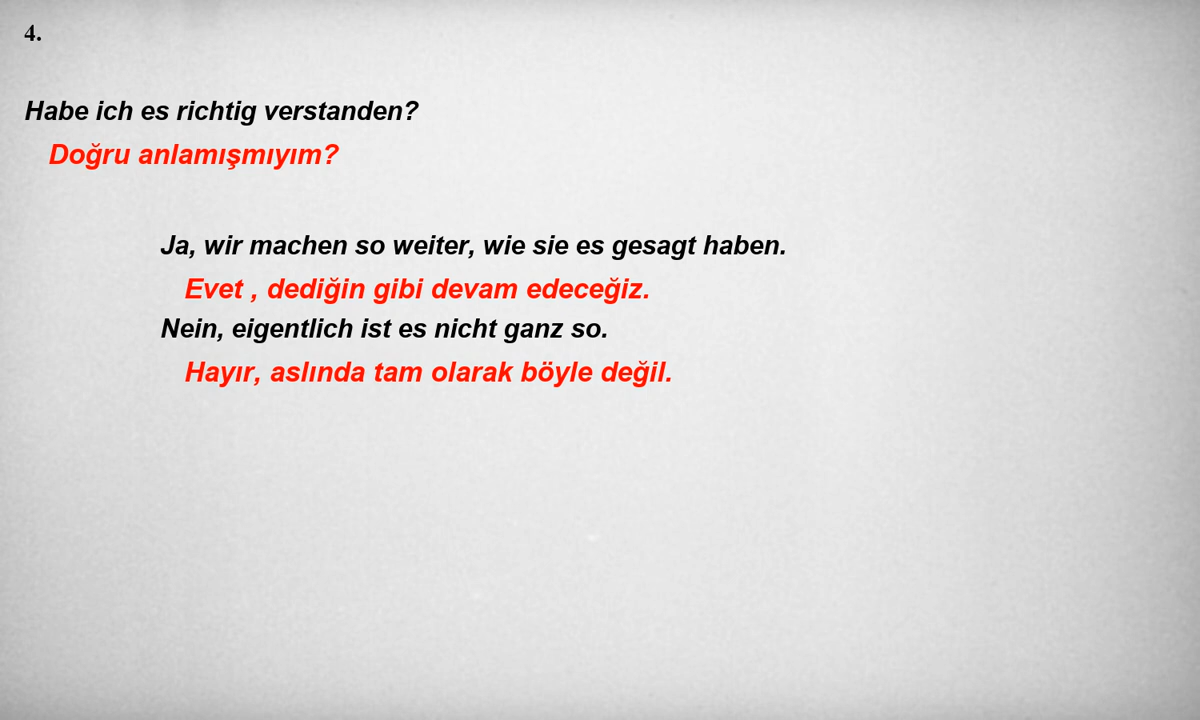 4.
Habe ich es richtig verstanden?
Doğru anlamışmıyım?
Ja, wir machen so weiter, wie sie es gesagt haben.
Evet , dediğin gibi devam edeceğiz.
Nein, eigentlich ist es nicht ganz so.
Hayır, aslında tam olarak böyle değil.